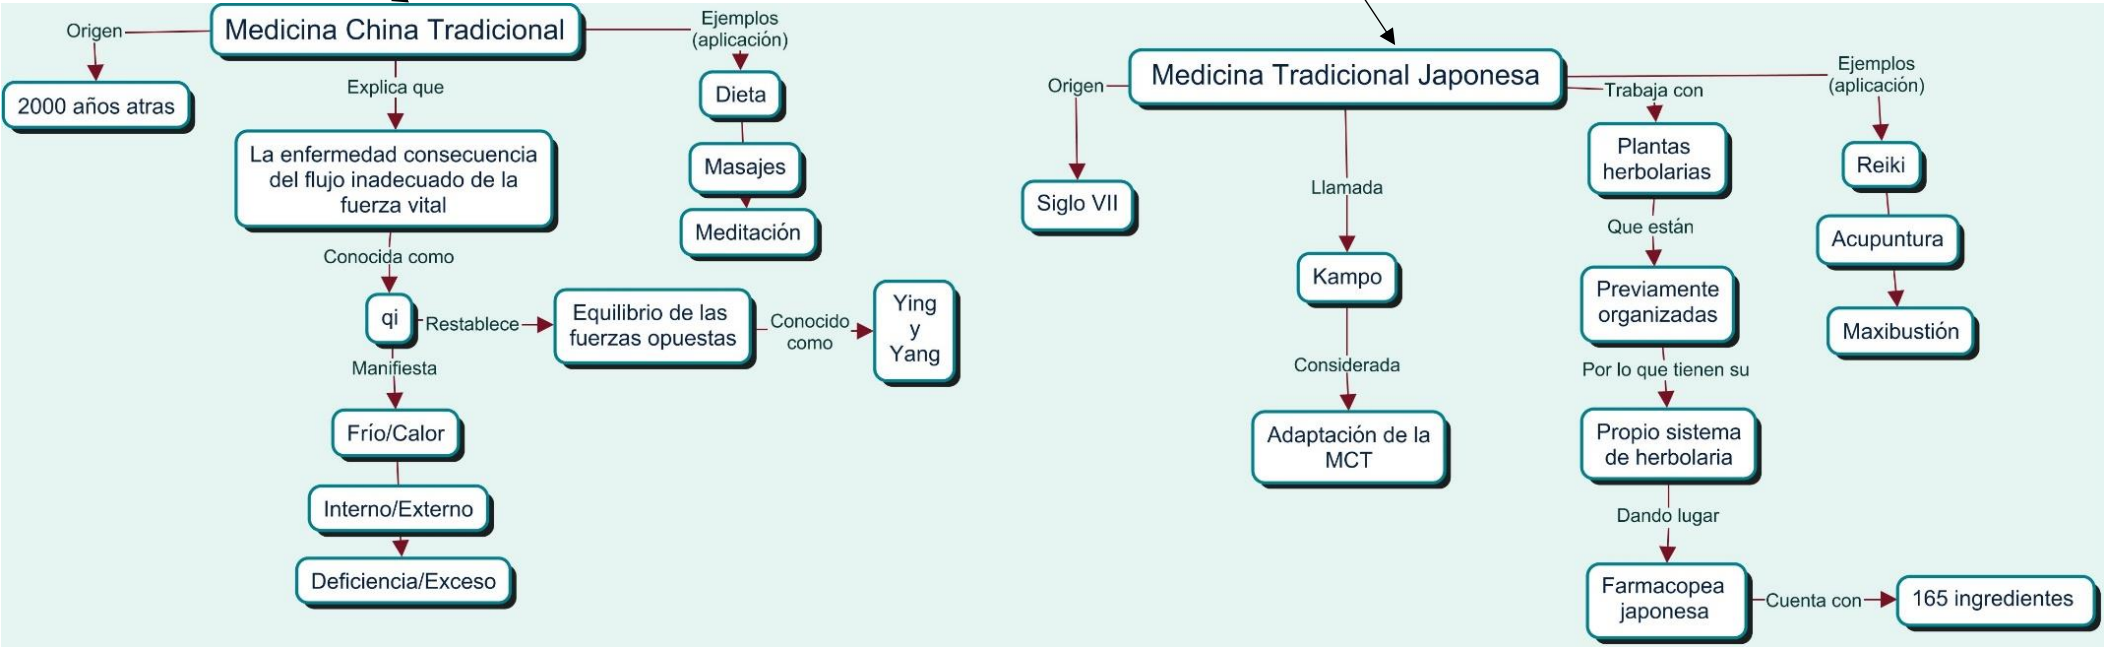 Medicina China Tradicional
Origen
2000 años atras
Explica que
La enfermedad consecuencia
del flujo inadecuado de la
fuerza vital
Conocida como
qi
Restablece
Equilibrio de las
fuerzas opuestas
Conocido
como
Ying
y
Yang
Manifiesta
Frío/Calor
Interno/Externo
Deficiencia/Exceso
Ejemplos
(aplicación)
Dieta
Masajes
Meditación
Medicina Tradicional Japonesa
Origen
Siglo VII
Llamada
Kampo
Considerada
Adaptación de la
MCT
Trabaja con
Plantas
herbolarias
Que están
Previamente
organizadas
Por lo que tienen su
Propio sistema
de herbolaria
Dando lugar
Farmacopea
japonesa
Cuenta con
165 ingredientes
Ejemplos
(aplicación)
Reiki
Acupuntura
Maxibustión